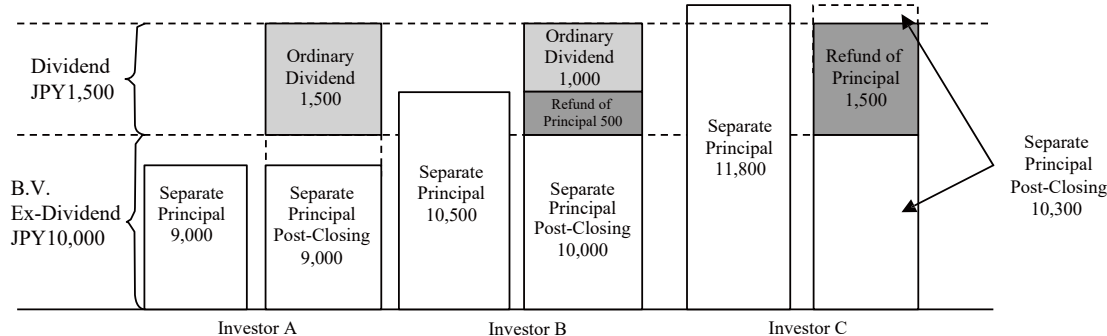 Dividend
JPY1,500
B.V.
Ex-Dividend
JPY10,000
Separate
Principal
9,000
Ordinary
Dividend
1,500
Separate
Principal
Post-Closing
9,000
Investor A
Separate
Principal
10,500
Ordinary
Dividend
1,000
Refund of
Principal 500
Separate
Principal
Post-Closing
10,000
Investor B
Separate
Principal
11,800
Refund of
Principal
1,500
Investor C
Separate
Principal
Post-Closing
10,300